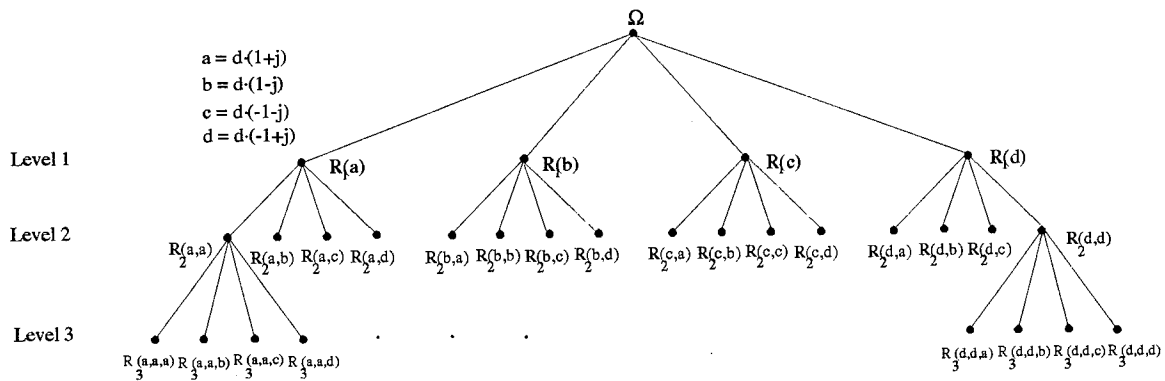 Ω
a = d·(1+j)
b = d·(1-j)
c = d·(-1-j)
d = d·(-1+j)
Level 1
R₁(a) R₁(b) R₁(c) R₁(d)
Level 2
R₂(a,a) R₂(a,b) R₂(a,c) R₂(a,d) R₂(b,a) R₂(b,b) R₂(b,c) R₂(b,d) R₂(c,a) R₂(c,b) R₂(c,c) R₂(c,d) R₂(d,a) R₂(d,b) R₂(d,c) R₂(d,d)
Level 3
R₃(a,a,a) R₃(a,a,b) R₃(a,a,c) R₃(a,a,d) . . . . R₃(d,d,a) R₃(d,d,b) R₃(d,d,c) R₃(d,d,d)